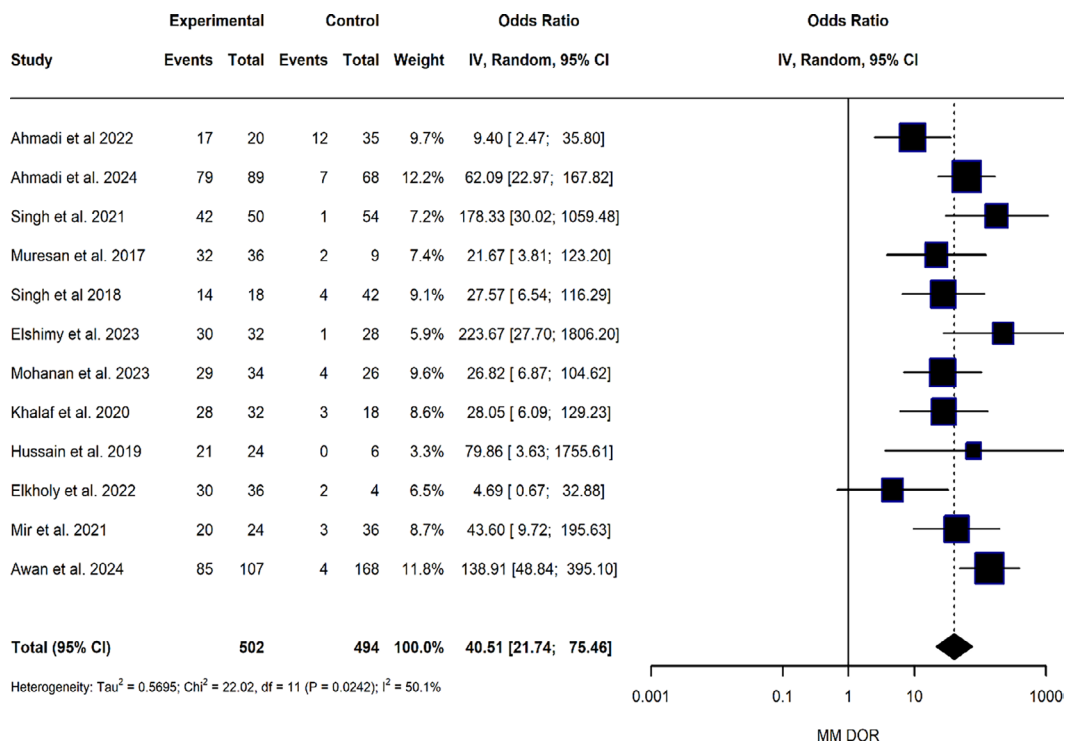 Experimental Control Odds Ratio Odds Ratio
Study Events Total Events Total Weight IV, Random, 95% CI IV, Random, 95% CI
Ahmadi et al 2022 17 20 12 35 9.7% 9.40 [ 2.47; 35.80]
Ahmadi et al. 2024 79 89 7 68 12.2% 62.09 [22.97; 167.82]
Singh et al. 2021 42 50 1 54 7.2% 178.33 [30.02; 1059.48]
Muresan et al. 2017 32 36 2 9 7.4% 21.67 [ 3.81; 123.20]
Singh et al 2018 14 18 4 42 9.1% 27.57 [ 6.54; 116.29]
Elshimy et al. 2023 30 32 1 28 5.9% 223.67 [27.70; 1806.20]
Mohanan et al. 2023 29 34 4 26 9.6% 26.82 [ 6.87; 104.62]
Khalaf et al. 2020 28 32 3 18 8.6% 28.05 [ 6.09; 129.23]
Hussain et al. 2019 21 24 0 6 3.3% 79.86 [ 3.63; 1755.61]
Elkholy et al. 2022 30 36 2 4 6.5% 4.69 [ 0.67; 32.88]
Mir et al. 2021 20 24 3 36 8.7% 43.60 [ 9.72; 195.63]
Awan et al. 2024 85 107 4 168 11.8% 138.91 [48.84; 395.10]
Total (95% CI) 502 494 100.0% 40.51 [21.74; 75.46]
Heterogeneity: Tau² = 0.5695; Chi² = 22.02, df = 11 (P = 0.0242); I² = 50.1%
0.001 0.1 1 10 1000
MM DOR